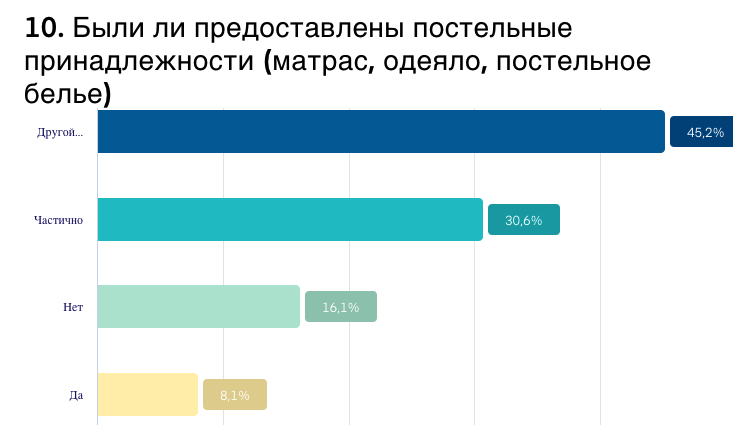 10. Были ли предоставлены постельные
принадлежности (матрас, одеяло, постельное
белье)
Другой... 45,2%
Частично 30,6%
Нет 16,1%
Да 8,1%